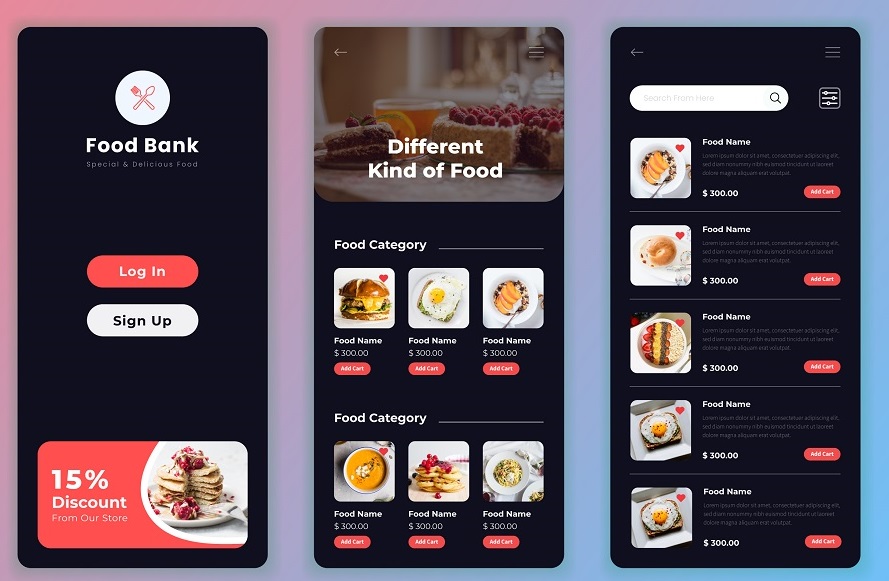 Food Bank
Special & Delicious Food
Log In
Sign Up
15%
Discount
From Our Store
Different
Kind of Food
Food Category
Food Name
$ 300.00
Add Cart
Food Name
$ 300.00
Add Cart
Food Name
$ 300.00
Add Cart
Food Category
Food Name
$ 300.00
Add Cart
Food Name
$ 300.00
Add Cart
Food Name
$ 300.00
Add Cart
Search From Here
Food Name
Lorem ipsum dolor sit amet, consectetuer adipiscing elit,
sed diam nonummy nibh euismod tincidunt ut laoreet
dolore magna aliquam erat volutpat.
$ 300.00
Add Cart
Food Name
Lorem ipsum dolor sit amet, consectetuer adipiscing elit,
sed diam nonummy nibh euismod tincidunt ut laoreet
dolore magna aliquam erat volutpat.
$ 300.00
Add Cart
Food Name
Lorem ipsum dolor sit amet, consectetuer adipiscing elit,
sed diam nonummy nibh euismod tincidunt ut laoreet
dolore magna aliquam erat volutpat.
$ 300.00
Add Cart
Food Name
Lorem ipsum dolor sit amet, consectetuer adipiscing elit,
sed diam nonummy nibh euismod tincidunt ut laoreet
dolore magna aliquam erat volutpat.
$ 300.00
Add Cart
Food Name
Lorem ipsum dolor sit amet, consectetuer adipiscing elit,
sed diam nonummy nibh euismod tincidunt ut laoreet
dolore magna aliquam erat volutpat.
$ 300.00
Add Cart